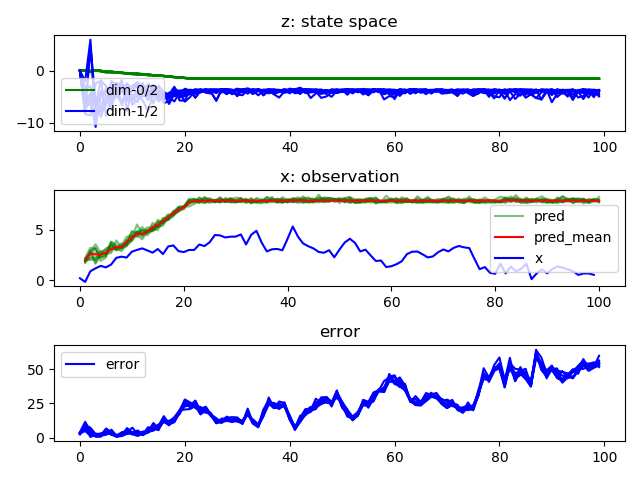 z: state space
0
−10
dim-0/2
dim-1/2
0 20 40 60 80 100
x: observation
5
0
pred
pred_mean
x
0 20 40 60 80 100
error
50
25
0
error
0 20 40 60 80 100